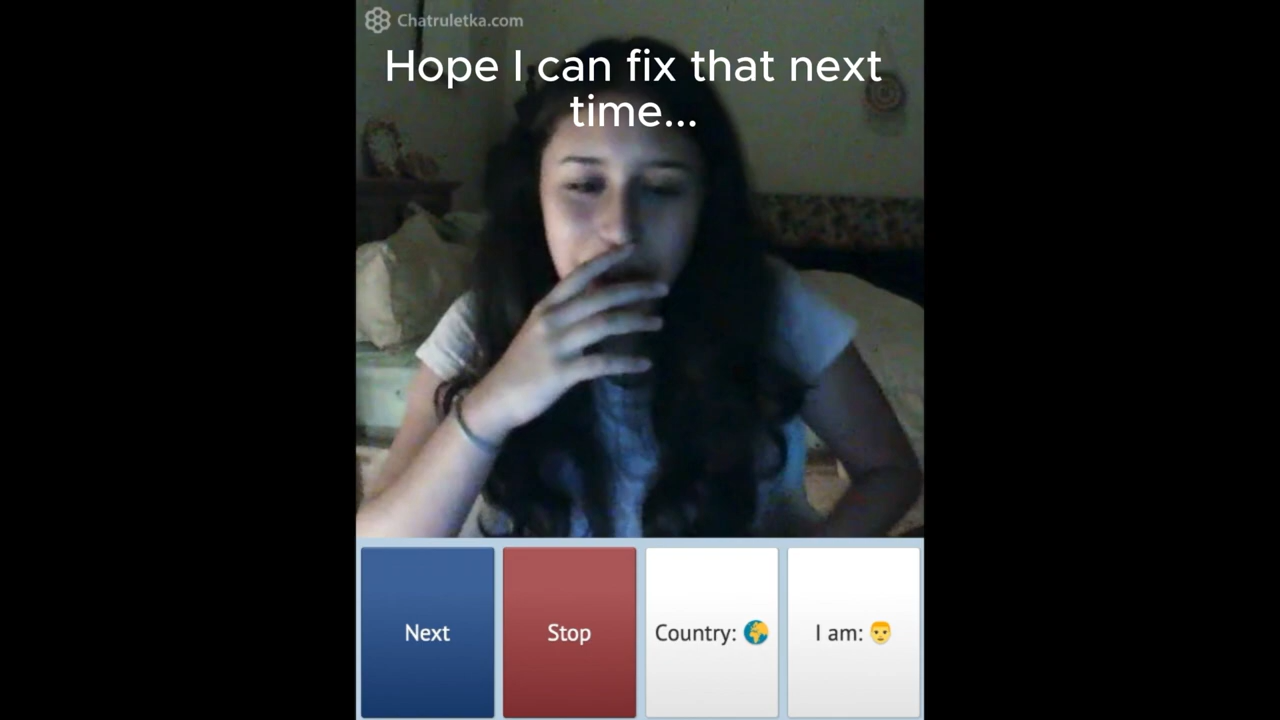 Chatruletka.com
Hope I can fix that next
time...
Next
Stop
Country:
I am: